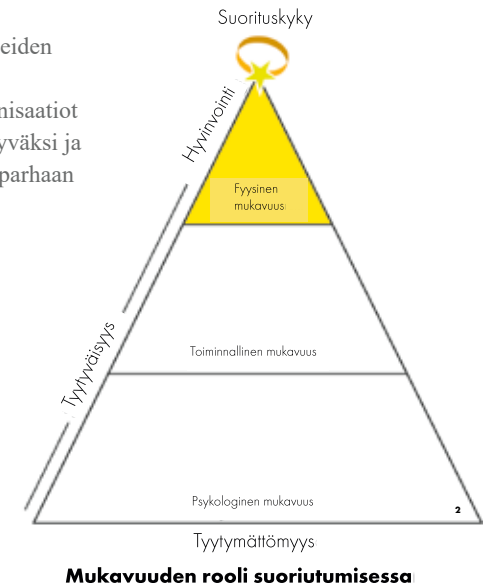 Suorituskyky
eiden
nisaatiot
yväksi ja
parhaan
Hyvinvointi
Fyysinen
mukavuus
Tyytyväisyys
Toiminnallinen mukavuus
Psykologinen mukavuus
2
Tyytymättömyys
Mukavuuden rooli suoriutumisessa